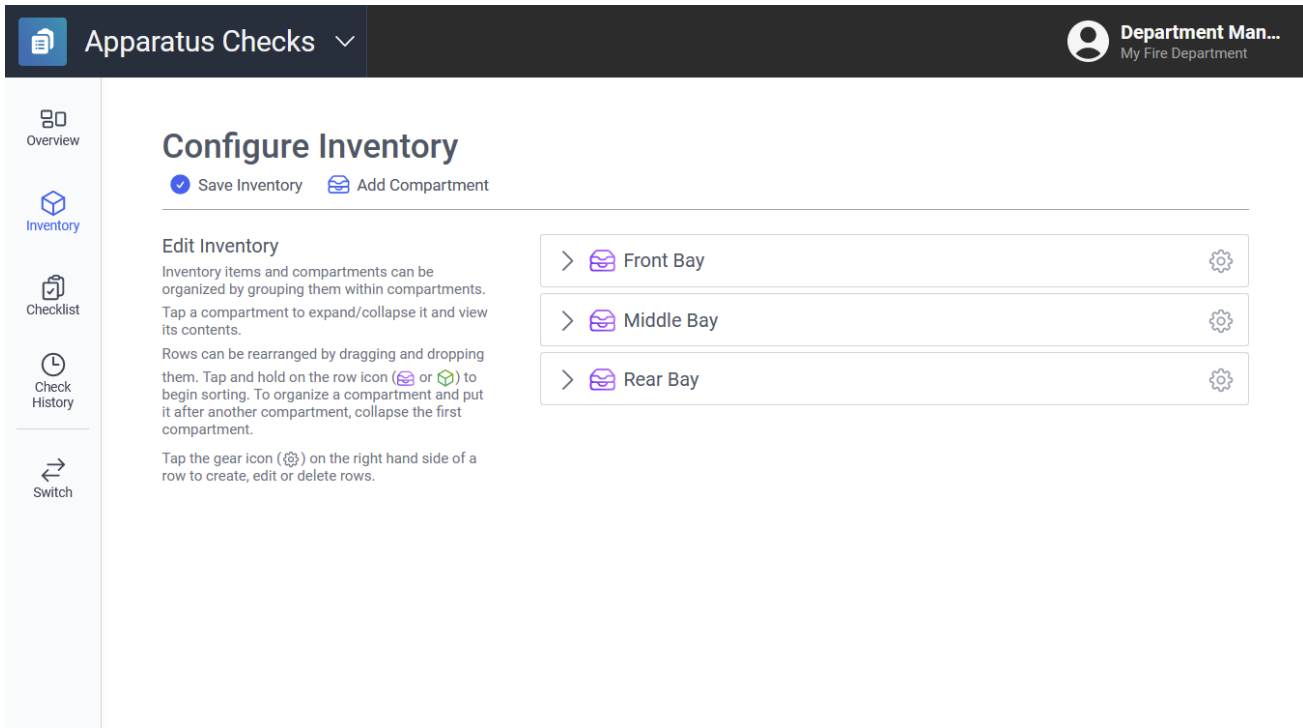 Apparatus Checks
Department Man...
My Fire Department
Overview
Inventory
Checklist
Check
History
Switch
Configure Inventory
Save Inventory Add Compartment
Edit Inventory
Inventory items and compartments can be
organized by grouping them within compartments.
Tap a compartment to expand/collapse it and view
its contents.
Rows can be rearranged by dragging and dropping
them. Tap and hold on the row icon ( or ) to
begin sorting. To organize a compartment and put
it after another compartment, collapse the first
compartment.
Tap the gear icon ( ) on the right hand side of a
row to create, edit or delete rows.
Front Bay
Middle Bay
Rear Bay